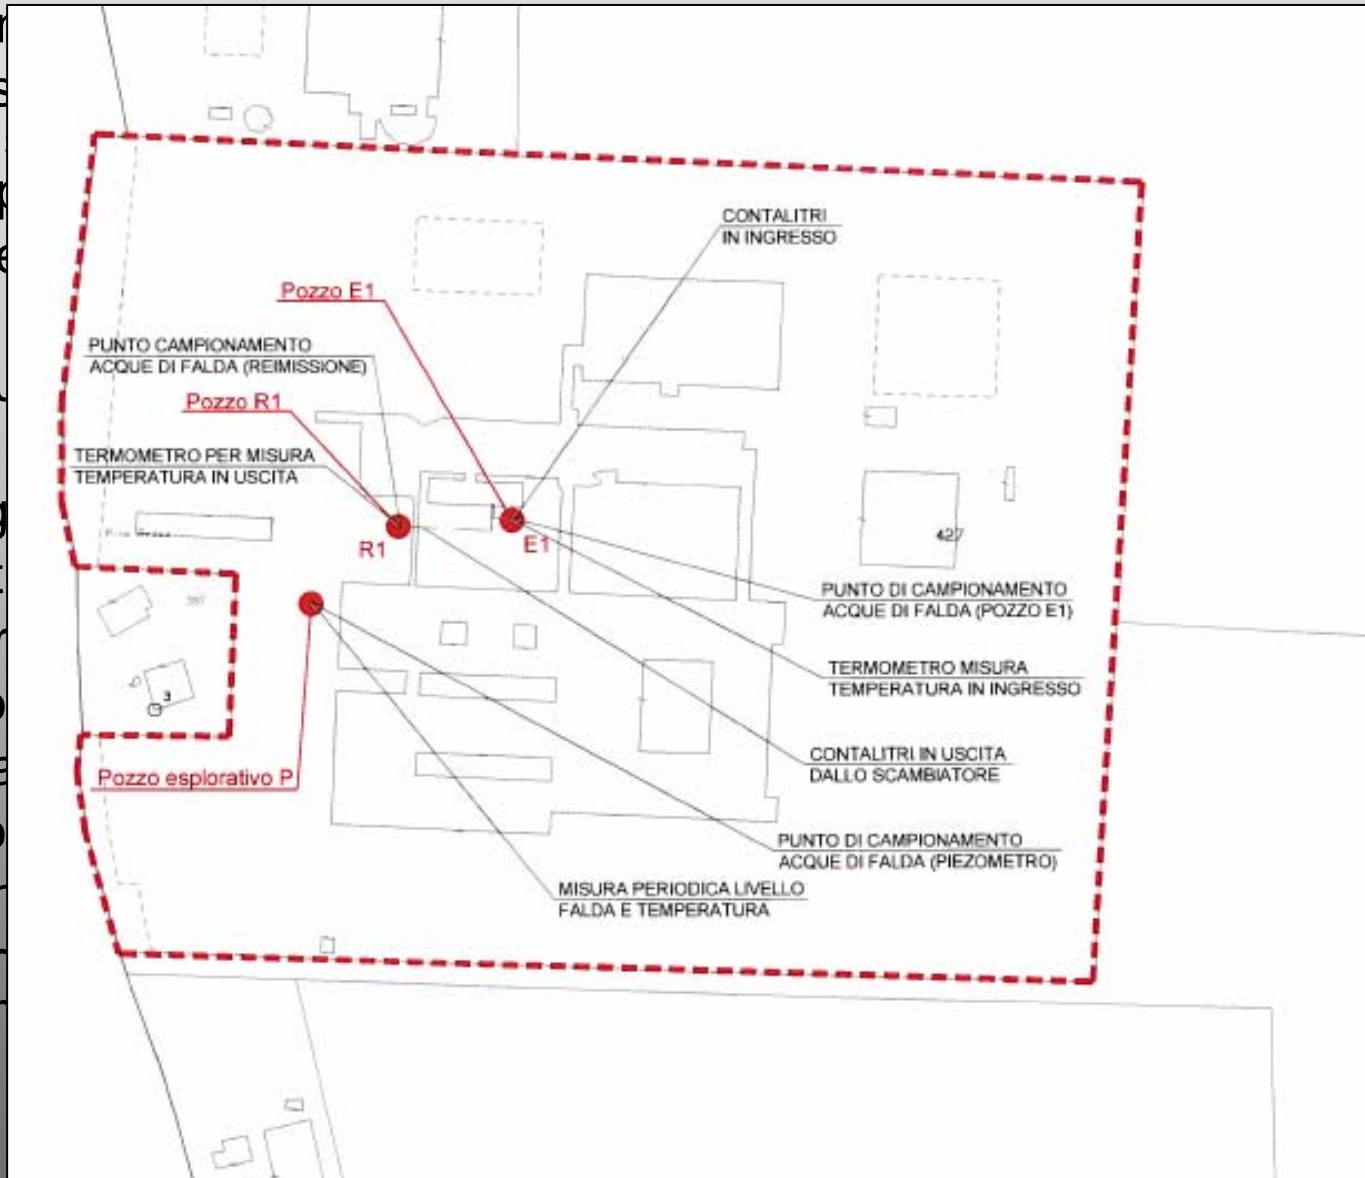 CONTALITRI
IN INGRESSO
Pozzo E1
PUNTO CAMPIONAMENTO
ACQUE DI FALDA (REIMISSIONE)
Pozzo R1
TERMOMETRO PER MISURA
TEMPERATURA IN USCITA
R1
E1
427
PUNTO DI CAMPIONAMENTO
ACQUE DI FALDA (POZZO E1)
TERMOMETRO MISURA
TEMPERATURA IN INGRESSO
3
CONTALITRI IN USCITA
DALLO SCAMBIATORE
Pozzo esplorativo P
PUNTO DI CAMPIONAMENTO
ACQUE DI FALDA (PIEZOMETRO)
MISURA PERIODICA LIVELLO
FALDA E TEMPERATURA